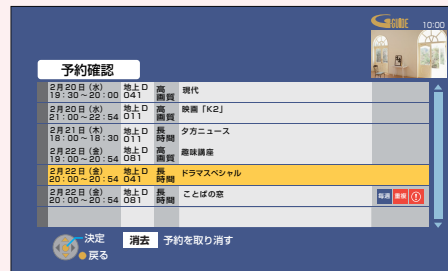 G GUIDE 10:00
予約確認
2月20日(水) 地上D 高 現代
19:30~20:00 041 画質
2月20日(水) 地上D 高 映画「K2」
21:00~22:54 011 画質
2月21日(木) 地上D 長 夕方ニュース
18:00~18:30 011 時間
2月22日(金) 地上D 高 趣味講座
19:00~20:54 081 画質
2月22日(金) 地上D 長 ドラマスペシャル
20:00~20:54 041 時間
2月22日(金) 地上D 長 ことばの窓 毎週 重複
20:00~20:54 081 時間
決定 消去 予約を取り消す
戻る